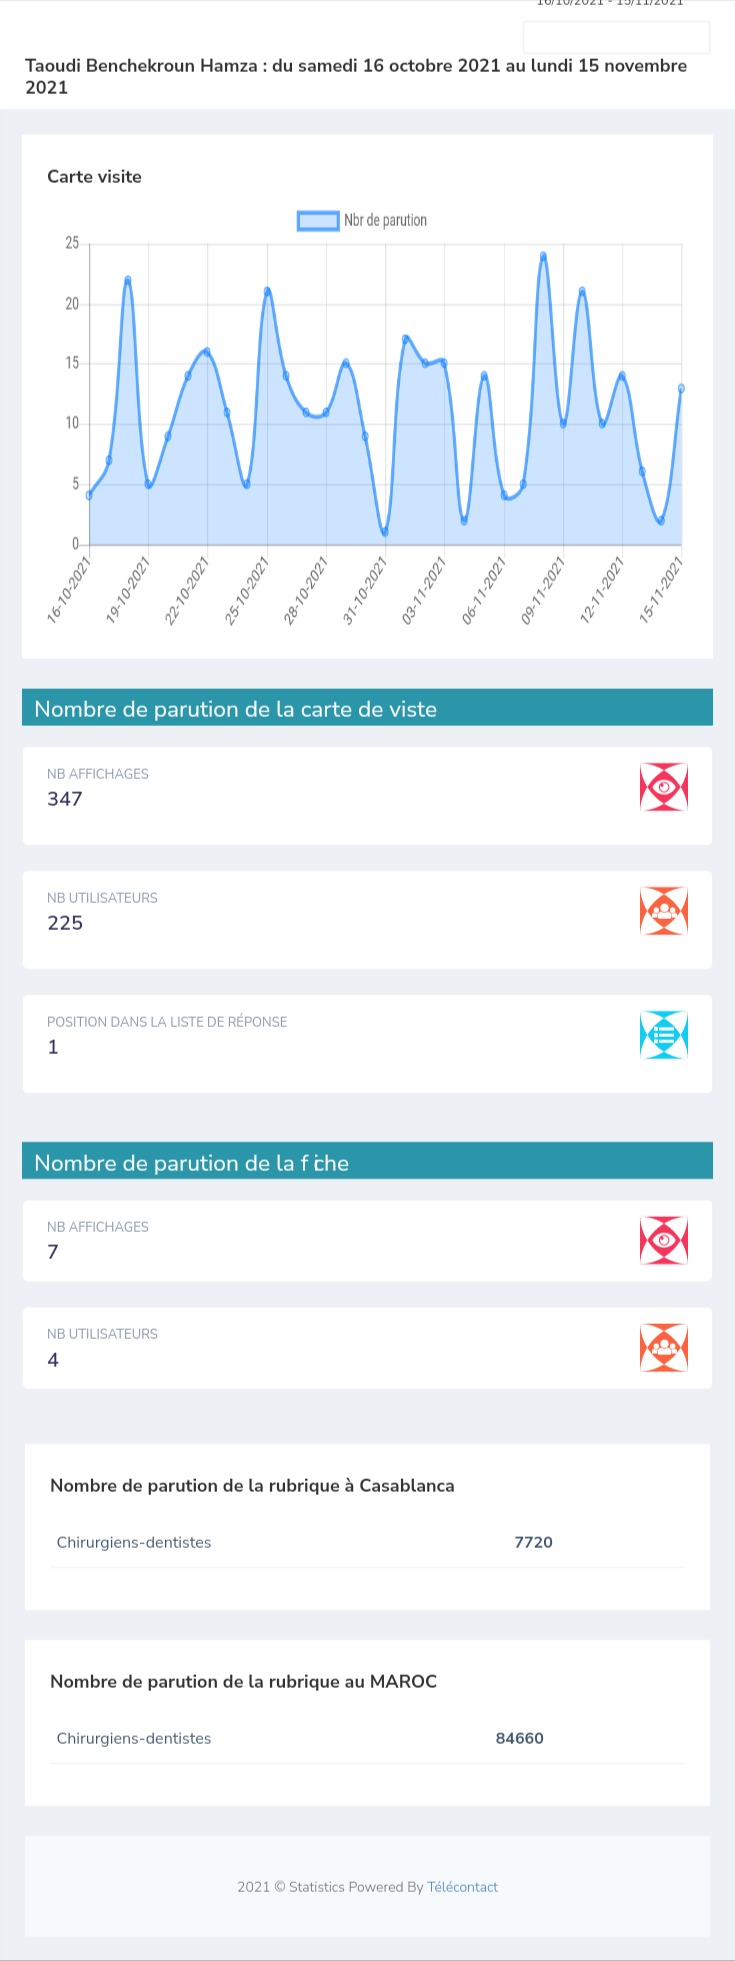 16/10/2021 - 15/11/2021
Taoudi Benchekroun Hamza : du samedi 16 octobre 2021 au lundi 15 novembre
2021
Carte visite
Nbr de parution
25
20
15
10
5
0
16-10-2021
19-10-2021
22-10-2021
25-10-2021
28-10-2021
31-10-2021
03-11-2021
06-11-2021
09-11-2021
12-11-2021
15-11-2021
Nombre de parution de la carte de viste
NB AFFICHAGES
347
NB UTILISATEURS
225
POSITION DANS LA LISTE DE RÉPONSE
1
Nombre de parution de la fiche
NB AFFICHAGES
7
NB UTILISATEURS
4
Nombre de parution de la rubrique à Casablanca
Chirurgiens-dentistes 7720
Nombre de parution de la rubrique au MAROC
Chirurgiens-dentistes 84660
2021 © Statistics Powered By Télécontact